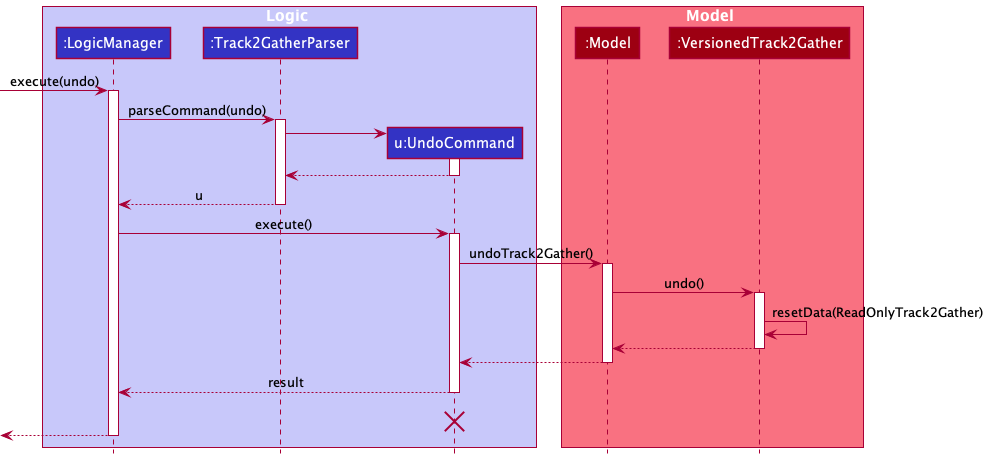 Logic
Model
:LogicManager
:Track2GatherParser
:Model
:VersionedTrack2Gather
execute(undo)
parseCommand(undo)
u:UndoCommand
u
execute()
undoTrack2Gather()
undo()
resetData(ReadOnlyTrack2Gather)
result